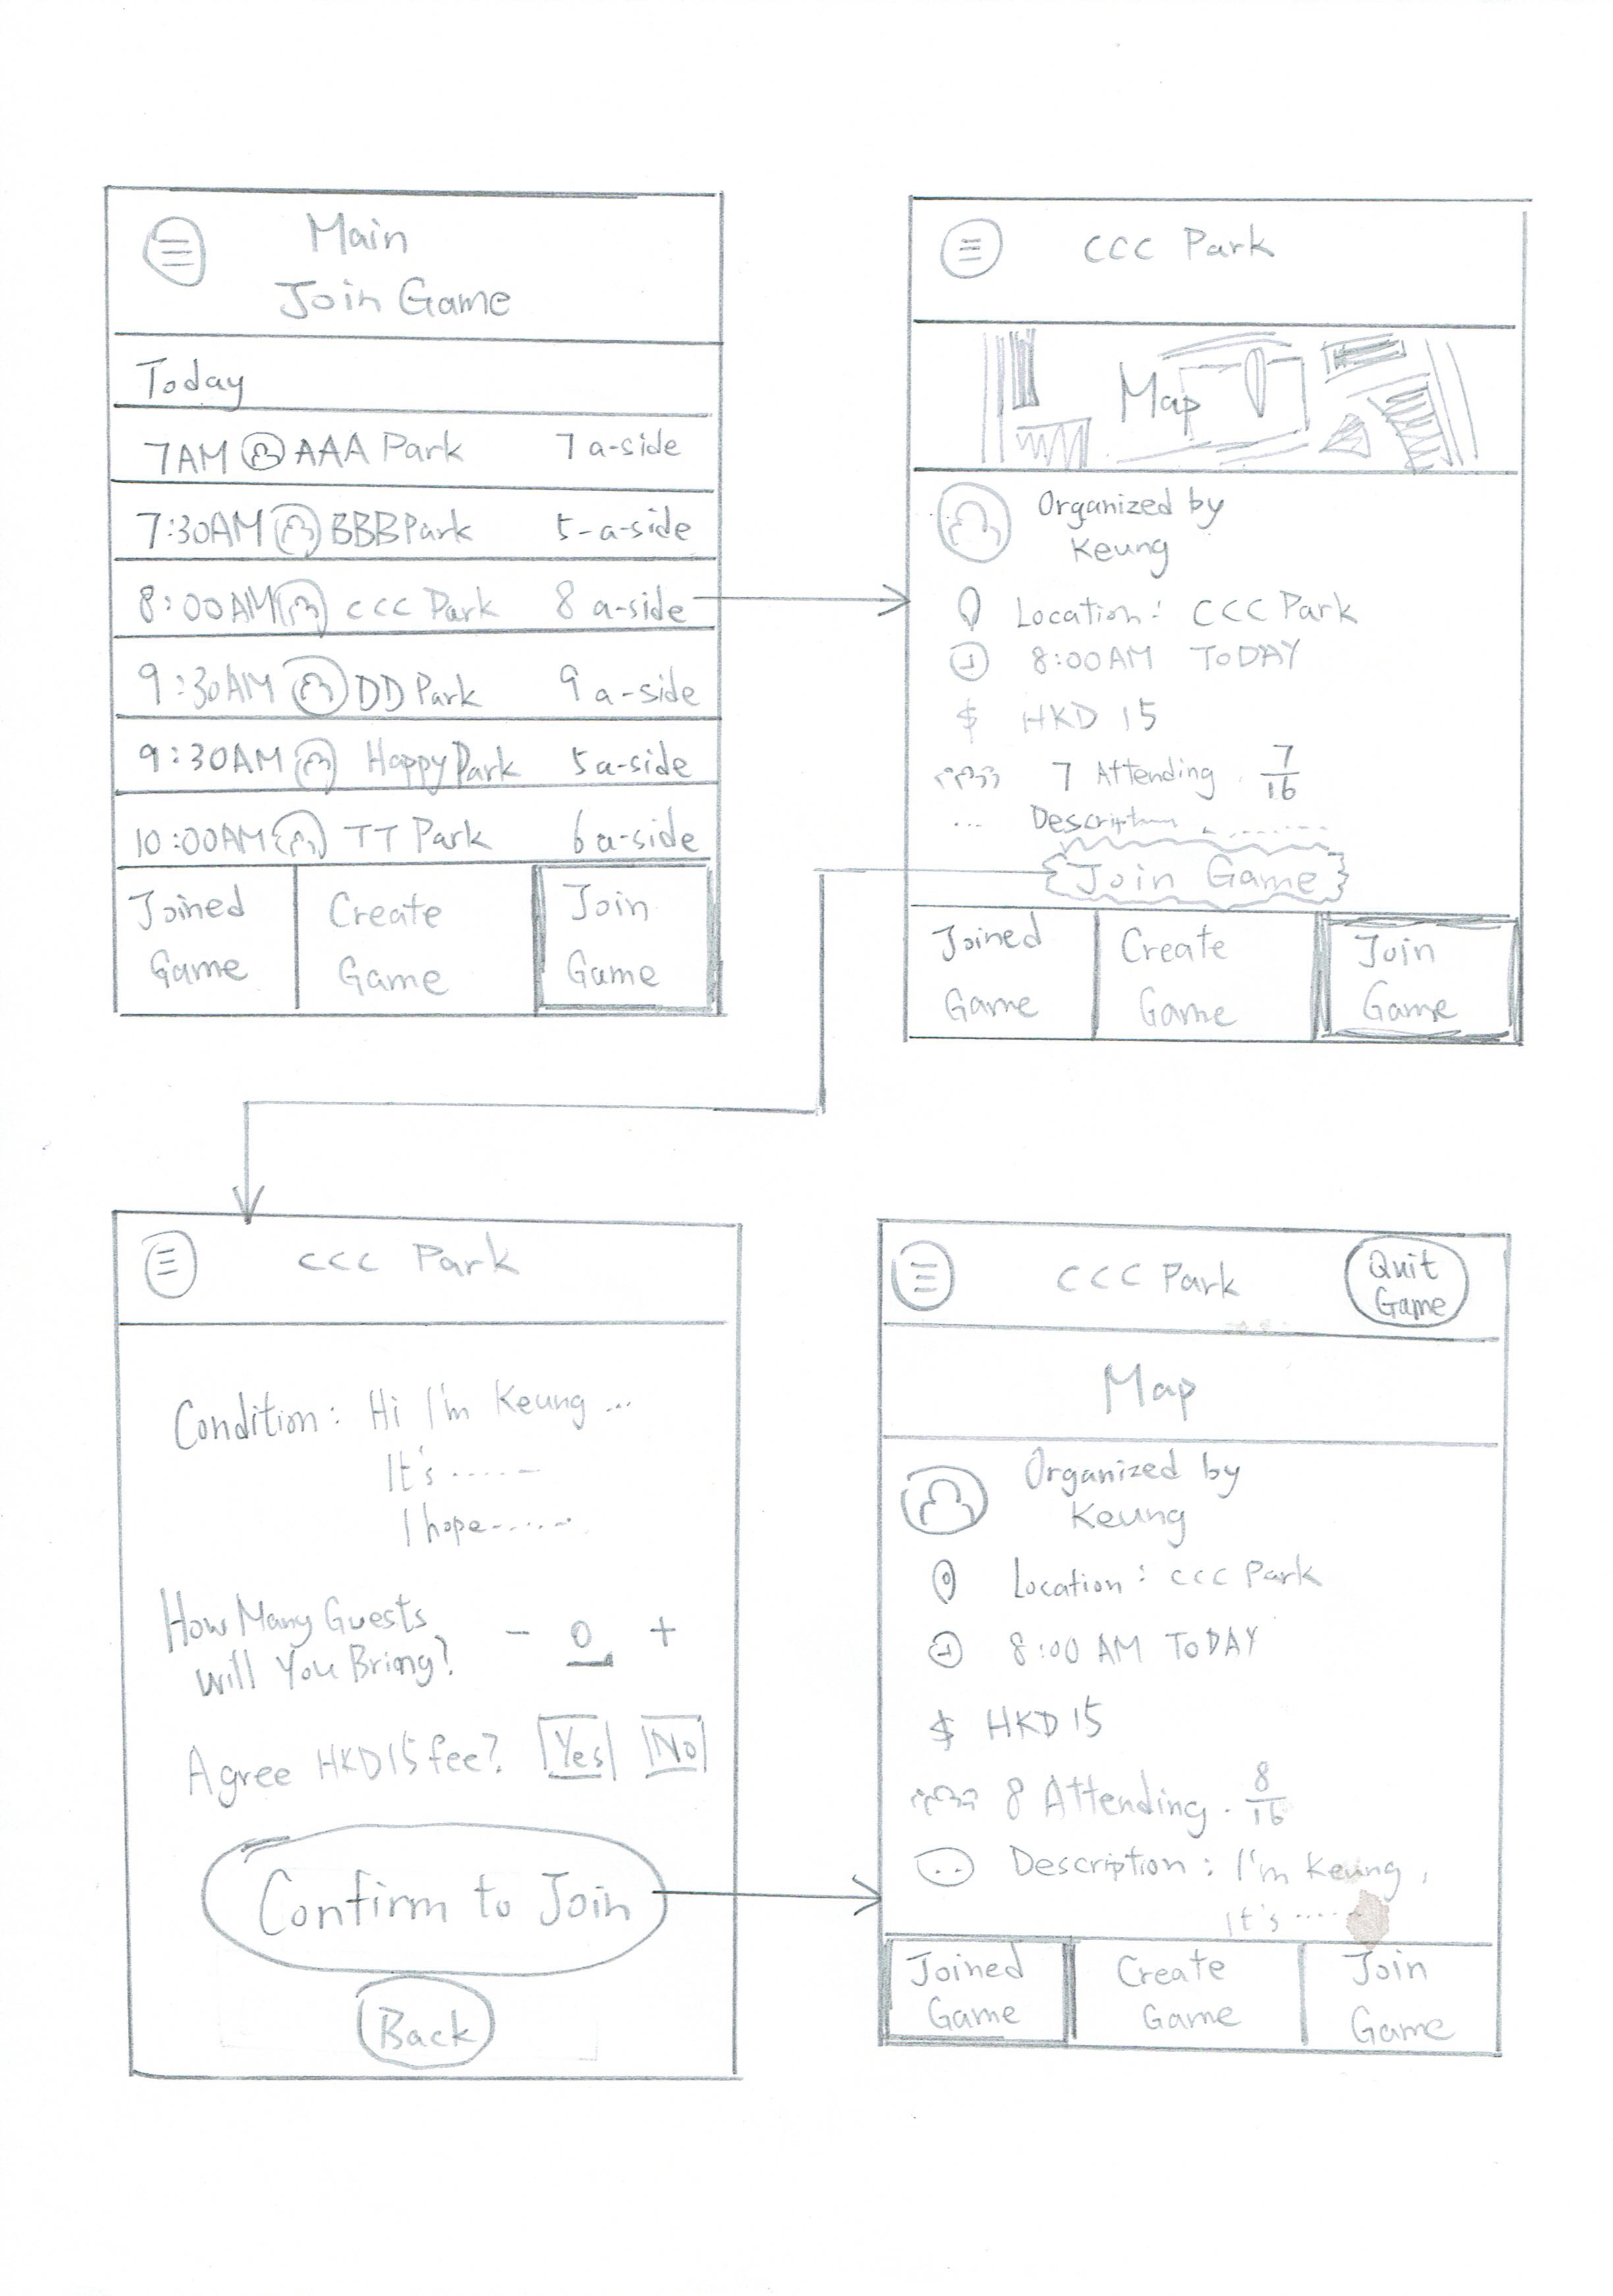 Main
Join Game
Today
7AM AAA Park 7 a-side
7:30AM BBB Park 5-a-side
8:00AM CCC Park 8 a-side
9:30AM DD Park 9 a-side
9:30AM Happy Park 5 a-side
10:00AM TT Park 6 a-side
Joined Game
Create Game
Join Game
CCC Park
Map
Organized by
Keung
Location: CCC Park
8:00AM TODAY
$ HKD 15
7 Attending. 7/16
... Description
Join Game
Joined Game
Create Game
Join Game
CCC Park
Condition: Hi I'm Keung ...
It's ......
I hope ......
How Many Guests
will You Bring? - 0 +
Agree HKD15 fee? Yes No
Confirm to Join
Back
CCC Park
Quit Game
Map
Organized by
Keung
Location: CCC Park
8:00 AM TODAY
$ HKD 15
8 Attending. 8/16
Description: I'm Keung,
It's .....
Joined Game
Create Game
Join Game